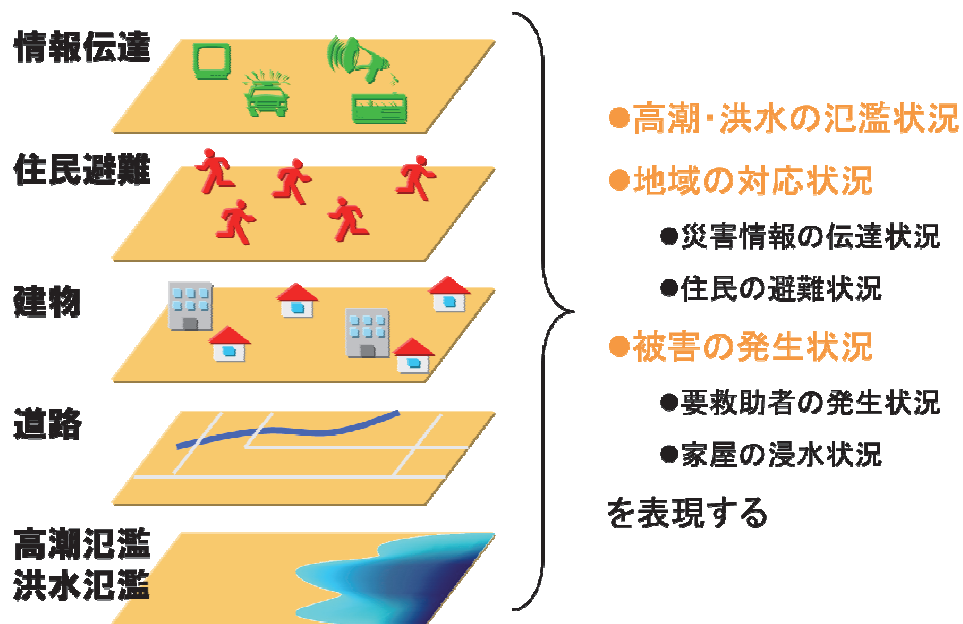 情報伝達
住民避難
建物
道路
高潮氾濫
洪水氾濫
●高潮・洪水の氾濫状況
●地域の対応状況
●災害情報の伝達状況
●住民の避難状況
●被害の発生状況
●要救助者の発生状況
●家屋の浸水状況
を表現する